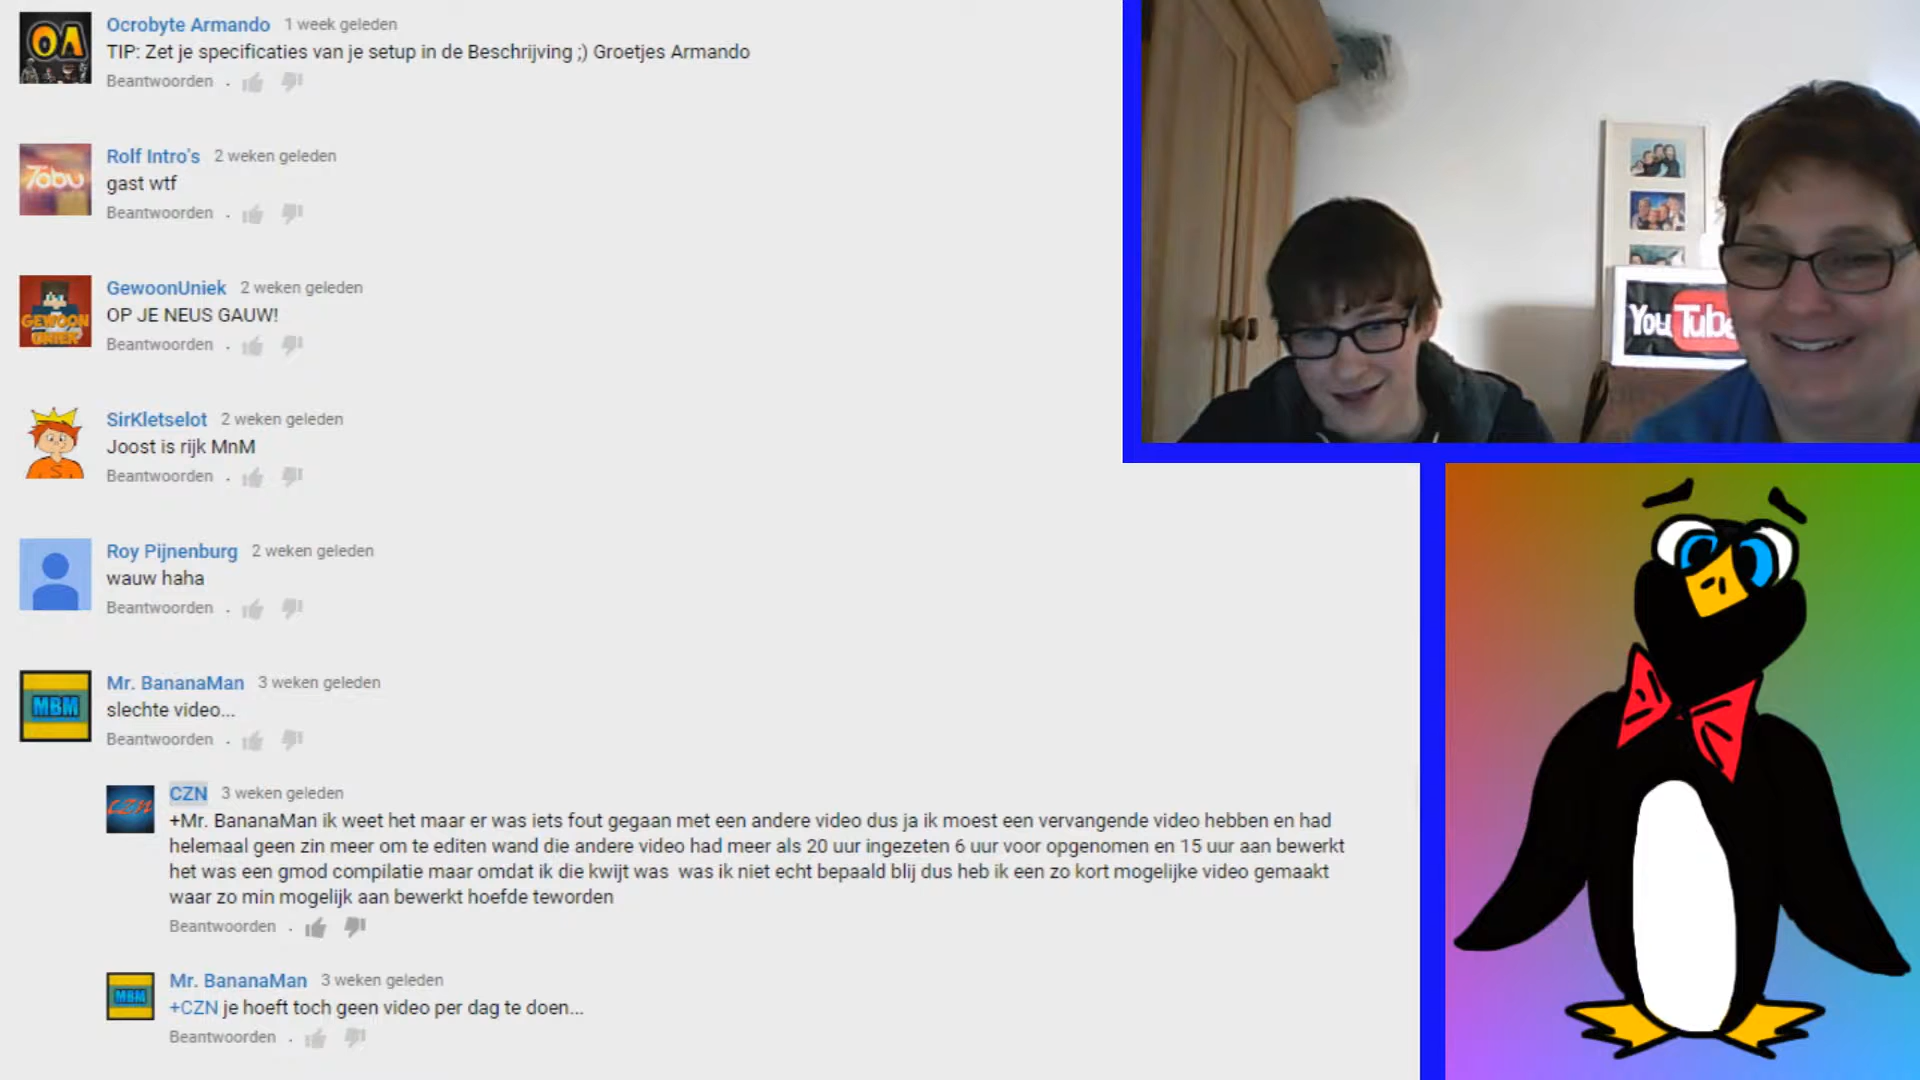 Ocrobyte Armando 1 week geleden
TIP: Zet je specificaties van je setup in de Beschrijving ;) Groetjes Armando
Beantwoorden .
Rolf Intro's 2 weken geleden
gast wtf
Beantwoorden .
GewoonUniek 2 weken geleden
OP JE NEUS GAUW!
Beantwoorden .
SirKletselot 2 weken geleden
Joost is rijk MnM
Beantwoorden .
Roy Pijnenburg 2 weken geleden
wauw haha
Beantwoorden .
Mr. BananaMan 3 weken geleden
slechte video...
Beantwoorden .
CZN 3 weken geleden
+Mr. BananaMan ik weet het maar er was iets fout gegaan met een andere video dus ja ik moest een vervangende video hebben en had
helemaal geen zin meer om te editen wand die andere video had meer als 20 uur ingezeten 6 uur voor opgenomen en 15 uur aan bewerkt
het was een gmod compilatie maar omdat ik die kwijt was was ik niet echt bepaald blij dus heb ik een zo kort mogelijke video gemaakt
waar zo min mogelijk aan bewerkt hoefde teworden
Beantwoorden .
Mr. BananaMan 3 weken geleden
+CZN je hoeft toch geen video per dag te doen...
Beantwoorden .
OA
Tobu
GEWOON
UNIEK
S
MBM
CZN
MBM
YouTube